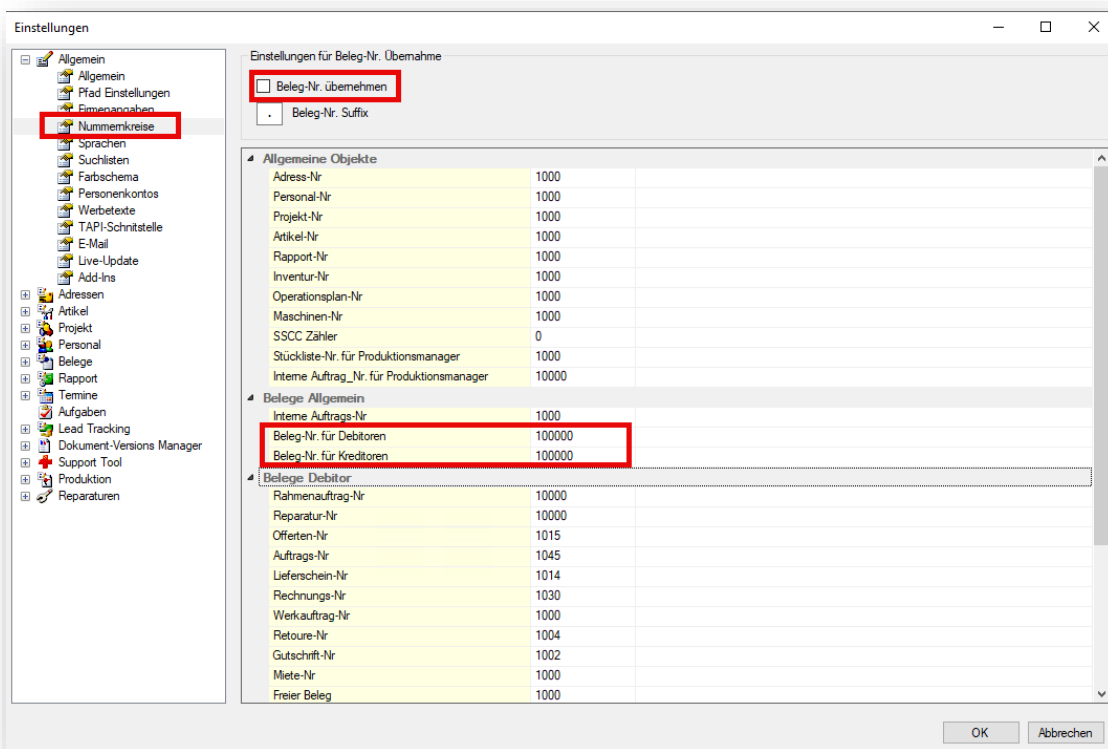 Einstellungen
Allgemein
Allgemein
Pfad Einstellungen
Firmenangaben
Nummernkreise
Sprachen
Suchlisten
Farbschema
Personenkontos
Werbetexte
TAPI-Schnitstelle
E-Mail
Live-Update
Add-Ins
Adressen
Artikel
Projekt
Personal
Belege
Rapport
Termine
Aufgaben
Lead Tracking
Dokument-Versions Manager
Support Tool
Produktion
Reparaturen
Einstellungen für Beleg-Nr. Übernahme
Beleg-Nr. übernehmen
. Beleg-Nr. Suffix
Allgemeine Objekte
Adress-Nr 1000
Personal-Nr 1000
Projekt-Nr 1000
Artikel-Nr 1000
Rapport-Nr 1000
Inventur-Nr 1000
Operationsplan-Nr 1000
Maschinen-Nr 1000
SSCC Zähler 0
Stückliste-Nr. für Produktionsmanager 1000
Interne Auftrag_Nr. für Produktionsmanager 10000
Belege Allgemein
Interne Auftrags-Nr 1000
Beleg-Nr. für Debitoren 100000
Beleg-Nr. für Kreditoren 100000
Belege Debitor
Rahmenauftrag-Nr 10000
Reparatur-Nr 10000
Offerten-Nr 1015
Auftrags-Nr 1045
Lieferschein-Nr 1014
Rechnungs-Nr 1030
Werkauftrag-Nr 1000
Retoure-Nr 1004
Gutschrift-Nr 1002
Miete-Nr 1000
Freier Beleg 1000
OK Abbrechen